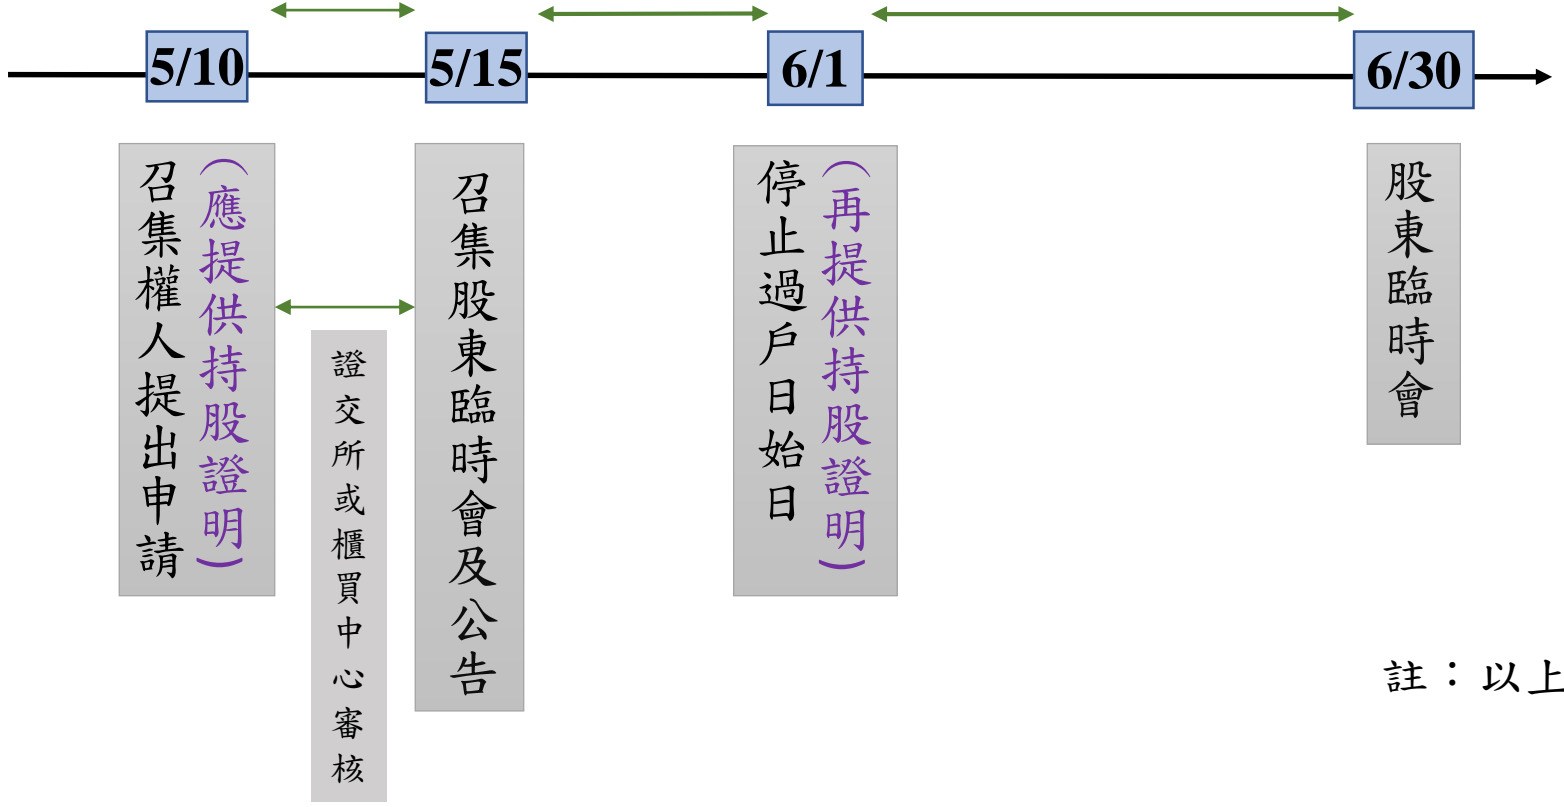 5/10
5/15
6/1
6/30
召集權人提出申請
(應提供持股證明)
證交所或櫃買中心審核
召集股東臨時會及公告
停止過戶日始日
(再提供持股證明)
股東臨時會
註：以上